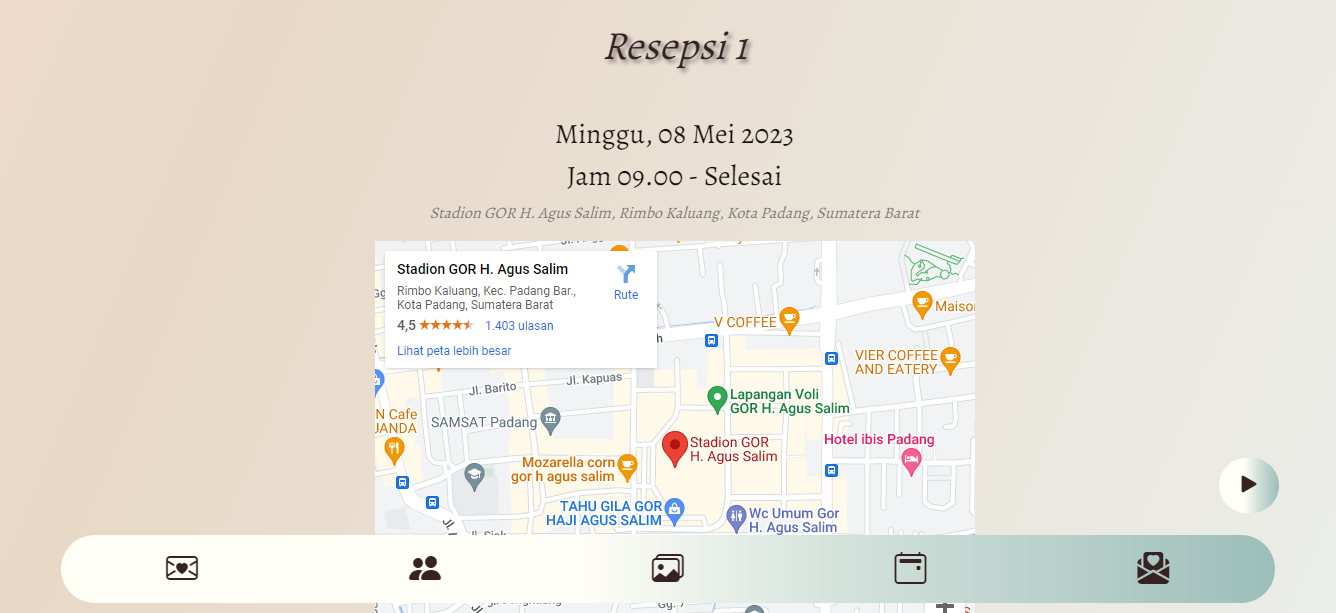 Resepsi 1
Minggu, 08 Mei 2023
Jam 09.00 - Selesai
Stadion GOR H. Agus Salim, Rimbo Kaluang, Kota Padang, Sumatera Barat
Stadion GOR H. Agus Salim
Rimbo Kaluang, Kec. Padang Bar.,
Kota Padang, Sumatera Barat
Rute
4,5
1.403 ulasan
Lihat peta lebih besar
V COFFEE
Maiso
VIER COFFEE
AND EATERY
Jl. Barito
Jl. Kapuas
Lapangan Voli
GOR H. Agus Salim
N Cafe
JANDA
SAMSAT Padang
Stadion GOR
H. Agus Salim
Hotel ibis Padang
Mozarella corn
gor h agus salim
TAHU GILA GOR
HAJI AGUS SALIM
Wc Umum Gor
H. Agus Salim